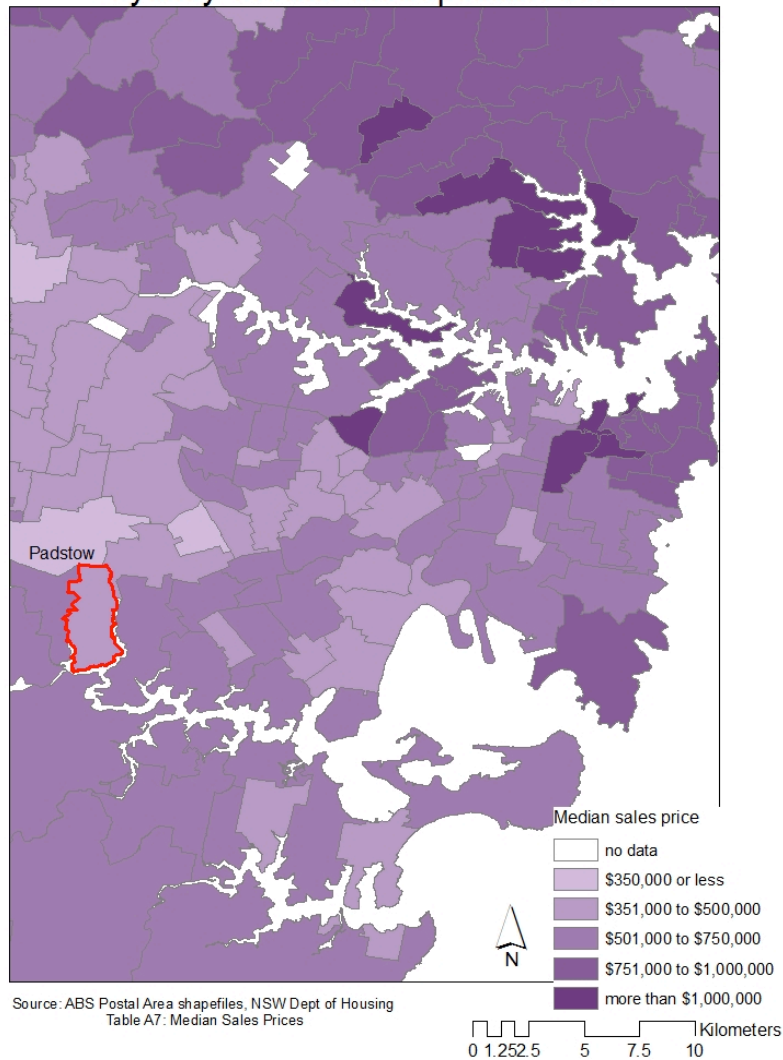 Padstow
Median sales price
no data
$350,000 or less
$351,000 to $500,000
$501,000 to $750,000
$751,000 to $1,000,000
more than $1,000,000
N
Source: ABS Postal Area shapefiles, NSW Dept of Housing
Table A7: Median Sales Prices
Kilometers
0 1.25 2.5 5 7.5 10